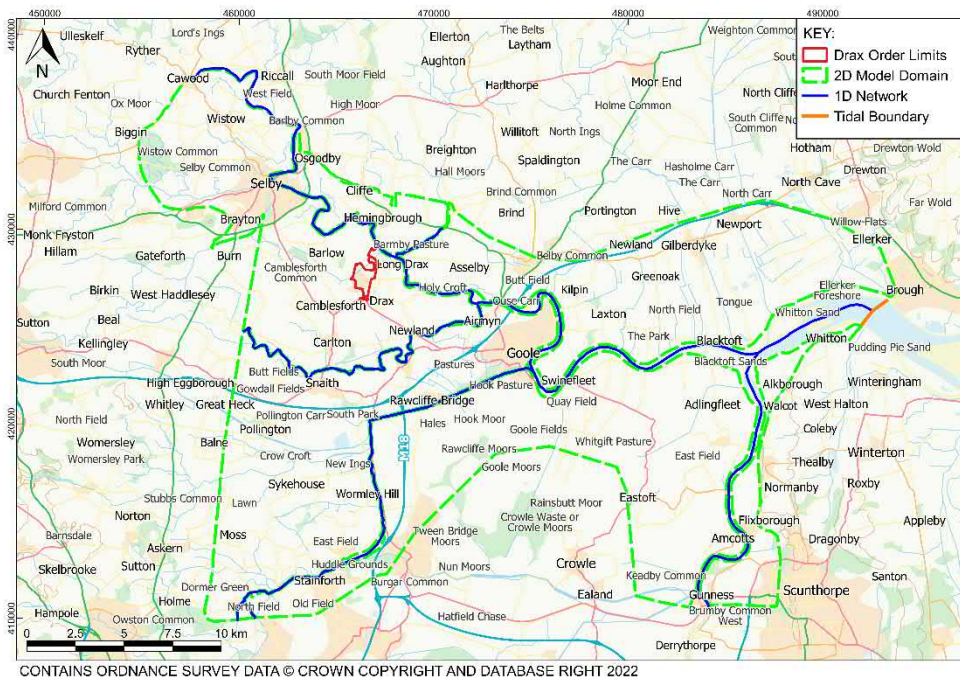 450000 460000 470000 480000 490000
440000
430000
420000
410000
N
KEY:
Drax Order Limits
2D Model Domain
1D Network
Tidal Boundary
Ulleskelf Lord's Ings Ellerton The Belts Weighton Common
Ryther Laytham
Cawood Riccall South Moor Field Aughton Moor End
Church Fenton West Field Harlthorpe North Cliffe
Ox Moor Wistow High Moor Holme Common
Barlby Common South Cliffe Common
Biggin Willitoft North Ings Hotham
Wistow Common Osgodby Breighton Spaldington The Carr Hasholme Carr Drewton Wold
Selby Common Hall Moors The Carr North Carr Drewton
Selby Cliffe Brind Common North Cave
Milford Common Brayton Hemingbrough Brind Portington Hive Newport Far Wold
Monk Fryston Willow-Flats
Hillam Gateforth Burn Barlow Barmby Pasture Newland Gilberdyke Ellerker
Camblesforth Common Long Drax Asselby Belby Common
Birkin West Haddlesey Holy Croft Butt Field Kilpin Greenoak Ellerker Foreshore Brough
Camblesforth Drax Ouse Carr Tongue
Sutton Beal Airmyn Laxton North Field Whitton Sand
Kellingley Carlton Newland The Park Blacktoft Whitton
South Moor Goole Blacktoft Sands Pudding Pie Sand
Butt Fields Snaith Pastures
High Eggborough Gowdall Fields Hook Pasture Swinefleet Alkborough Winteringham
Whitley Great Heck Rawcliffe Bridge Quay Field Adlingfleet Walcot West Halton
North Field Pollington Carr South Park
Balne Pollington Hales Hook Moor Goole Fields Coleby
Womersley Whitgift Pasture East Field
Womersley Park Crow Croft New Ings Rawcliffe Moors Thealby Winterton
Sykehouse M18 Goole Moors
Stubbs Common Lawn Wormley Hill Eastoft Normanby Roxby
Norton Rainsbutt Moor
Moss East Field Tween Bridge Moors Crowle Waste or Crowle Moors Flixborough Appleby
Barnsdale Askern Amcotts Dragonby
Skelbrooke Sutton Huddle Grounds Nun Moors Crowle
Dormer Green Stainforth Burgar Common Keadby Common Santon
Holme North Field Old Field Ealand Gunness Scunthorpe
Hampole Owston Common Brumby Common West
Hatfield Chase
Derrythorpe
0 2.5 5 7.5 10 km
CONTAINS ORDNANCE SURVEY DATA © CROWN COPYRIGHT AND DATABASE RIGHT 2022